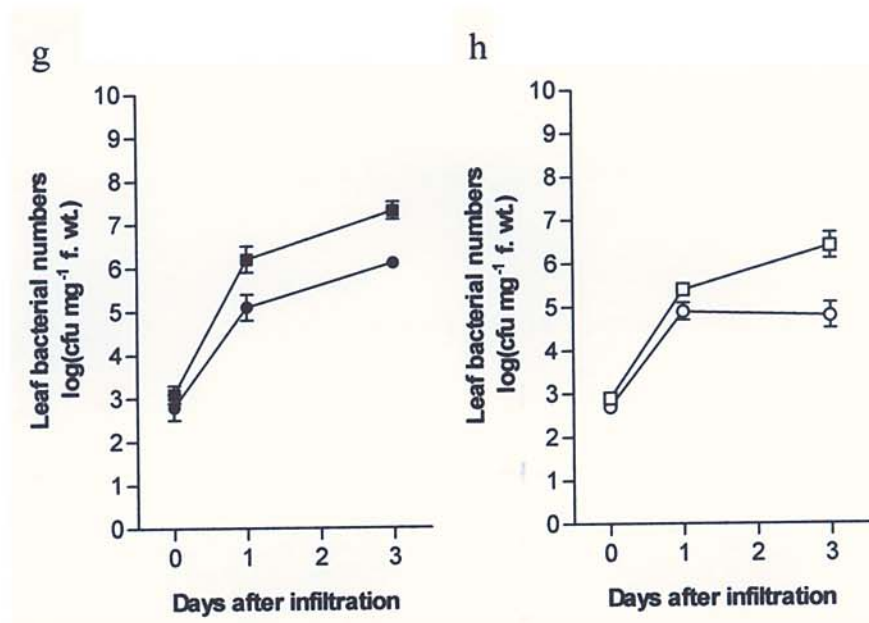 g
10
9
8
7
6
5
4
3
2
1
0
Leaf bacterial numbers
log(cfu mg⁻¹ f. wt.)
0 1 2 3
Days after infiltration
h
10
9
8
7
6
5
4
3
2
1
0
Leaf bacterial numbers
log(cfu mg⁻¹ f. wt.)
0 1 2 3
Days after infiltration